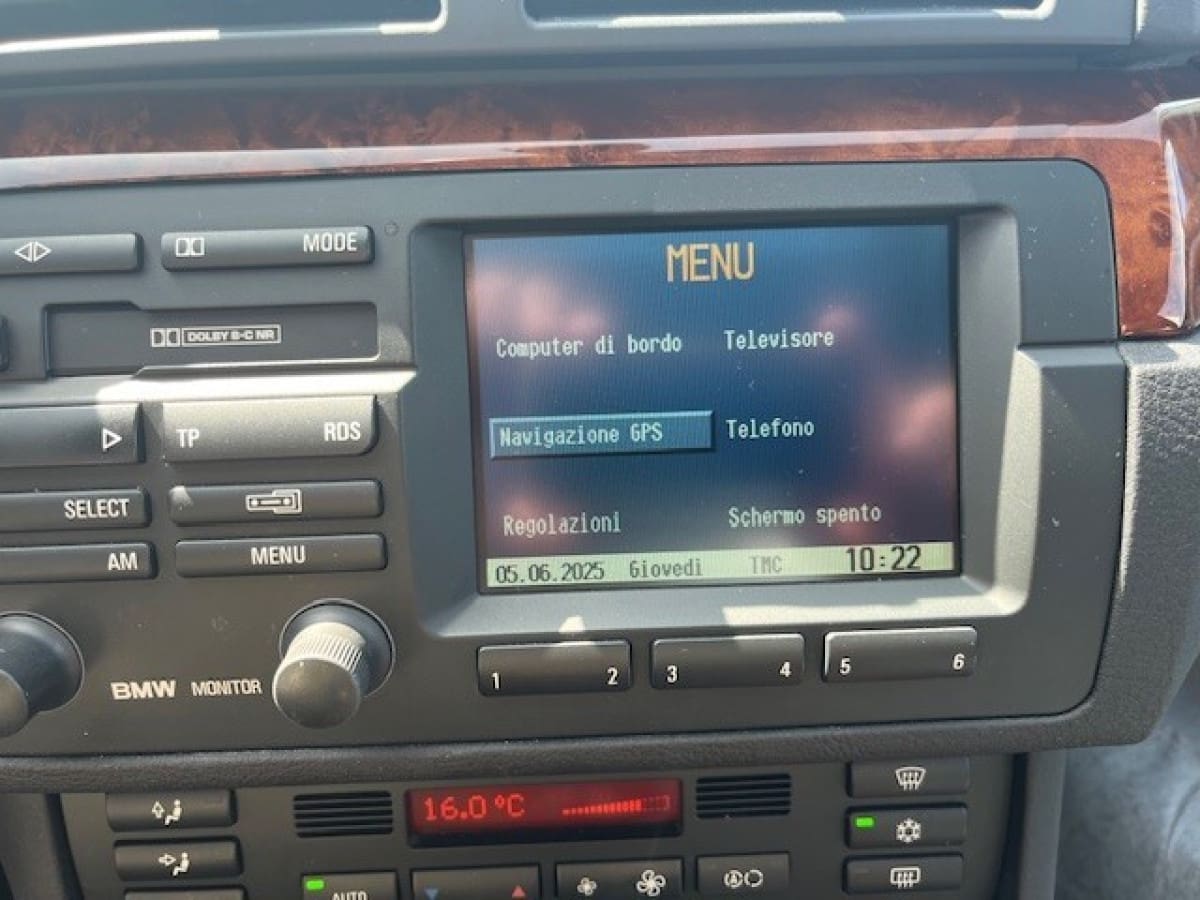 MODE
MENU
DOLBY B-C NR
Computer di bordo
Televisore
TP
RDS
Navigazione GPS
Telefono
SELECT
Regolazioni
Schermo spento
AM
MENU
05.06.2025 Giovedi TMC 10:22
1 2
3 4
5 6
BMW MONITOR
16.0°C
A
AUTO